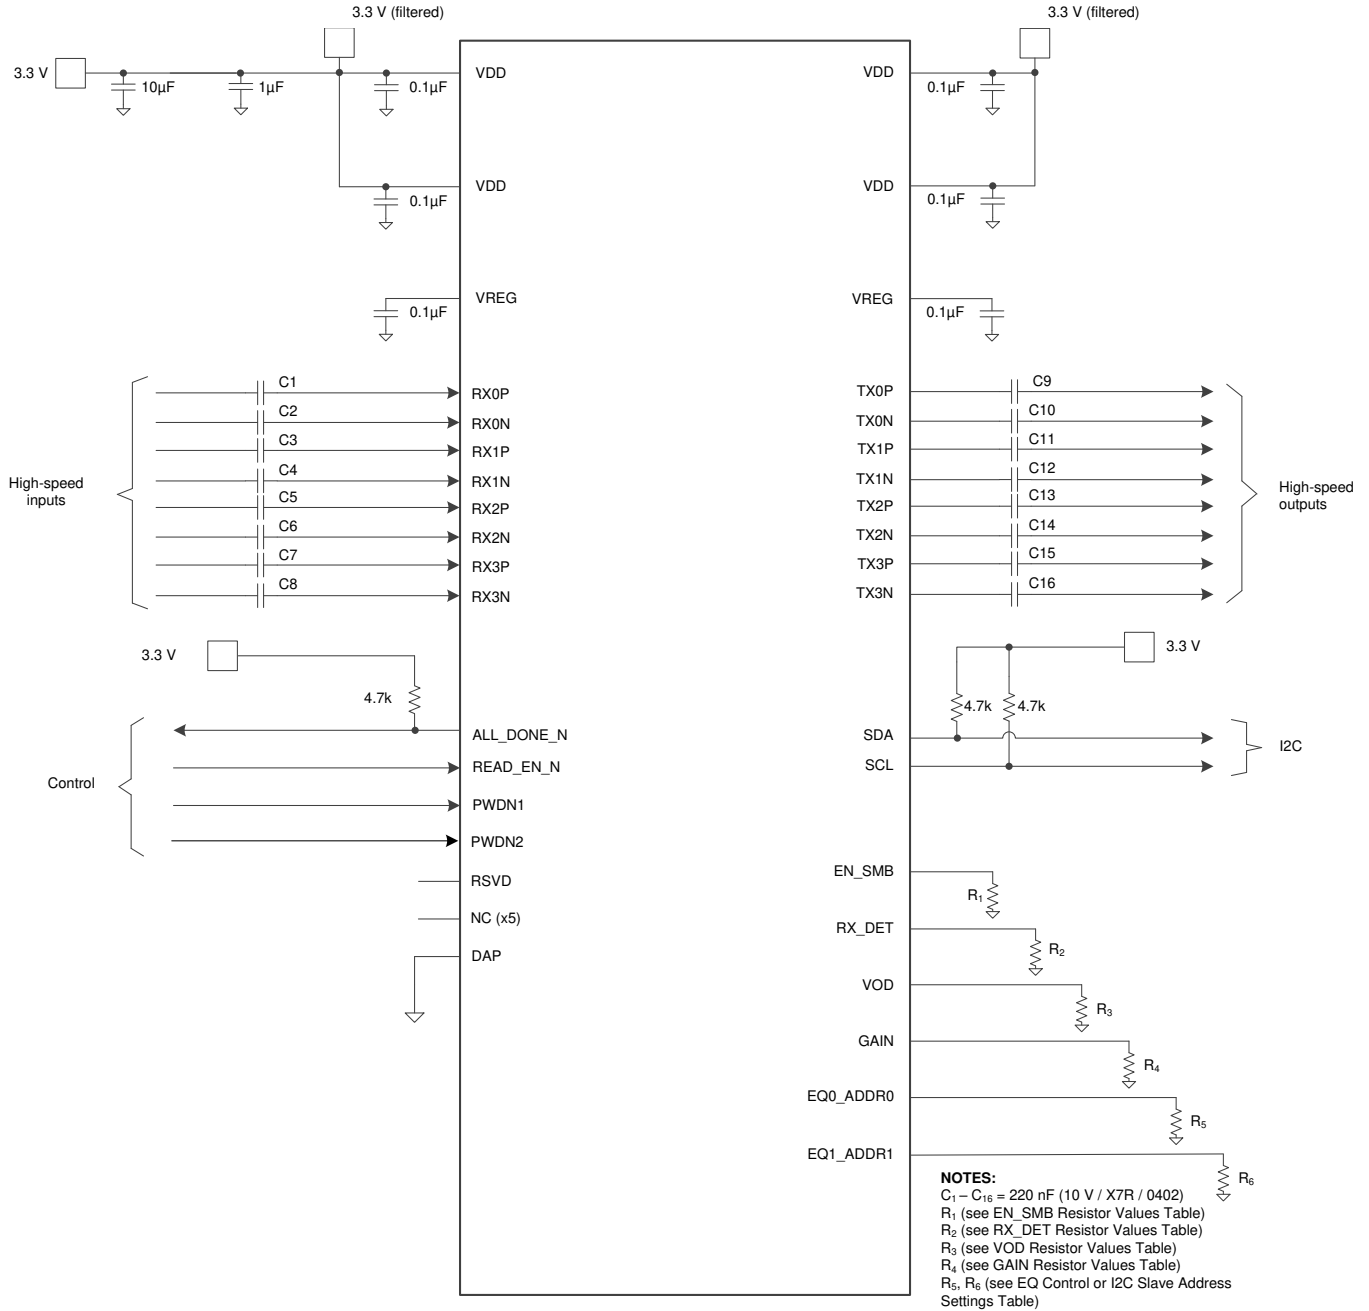 3.3 V (filtered)
3.3 V (filtered)
3.3 V
10µF
1µF
0.1µF
VDD
VDD
0.1µF
VDD
0.1µF
VDD
0.1µF
VREG
0.1µF
VREG
0.1µF
High-speed
inputs
C1
RX0P
C2
RX0N
C3
RX1P
C4
RX1N
C5
RX2P
C6
RX2N
C7
RX3P
C8
RX3N
TX0P
C9
TX0N
C10
TX1P
C11
TX1N
C12
TX2P
C13
TX2N
C14
TX3P
C15
TX3N
C16
High-speed
outputs
3.3 V
4.7k
Control
ALL_DONE_N
READ_EN_N
PWDN1
PWDN2
RSVD
NC (x5)
DAP
3.3 V
4.7k
4.7k
SDA
SCL
I2C
EN_SMB
R1
RX_DET
R2
VOD
R3
GAIN
R4
EQ0_ADDR0
R5
EQ1_ADDR1
R6
NOTES:
C1 – C16 = 220 nF (10 V / X7R / 0402)
R1 (see EN_SMB Resistor Values Table)
R2 (see RX_DET Resistor Values Table)
R3 (see VOD Resistor Values Table)
R4 (see GAIN Resistor Values Table)
R5, R6 (see EQ Control or I2C Slave Address
Settings Table)